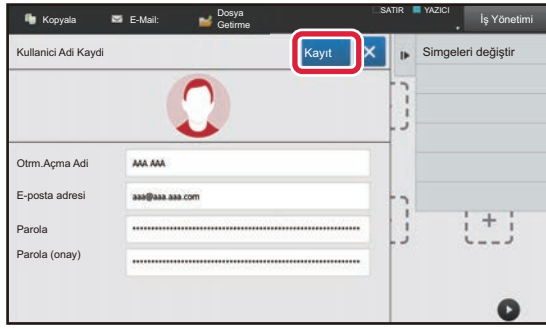 Kopyala
E-Mail:
Dosya
Getirme
SATIR
YAZICI
İş Yönetimi
Kullanici Adi Kaydi
Kayıt
Simgeleri değiştir
Otrm.Açma Adi
AAA AAA
E-posta adresi
aaa@aaa.aaa.com
Parola
************************************************************
Parola (onay)
************************************************************